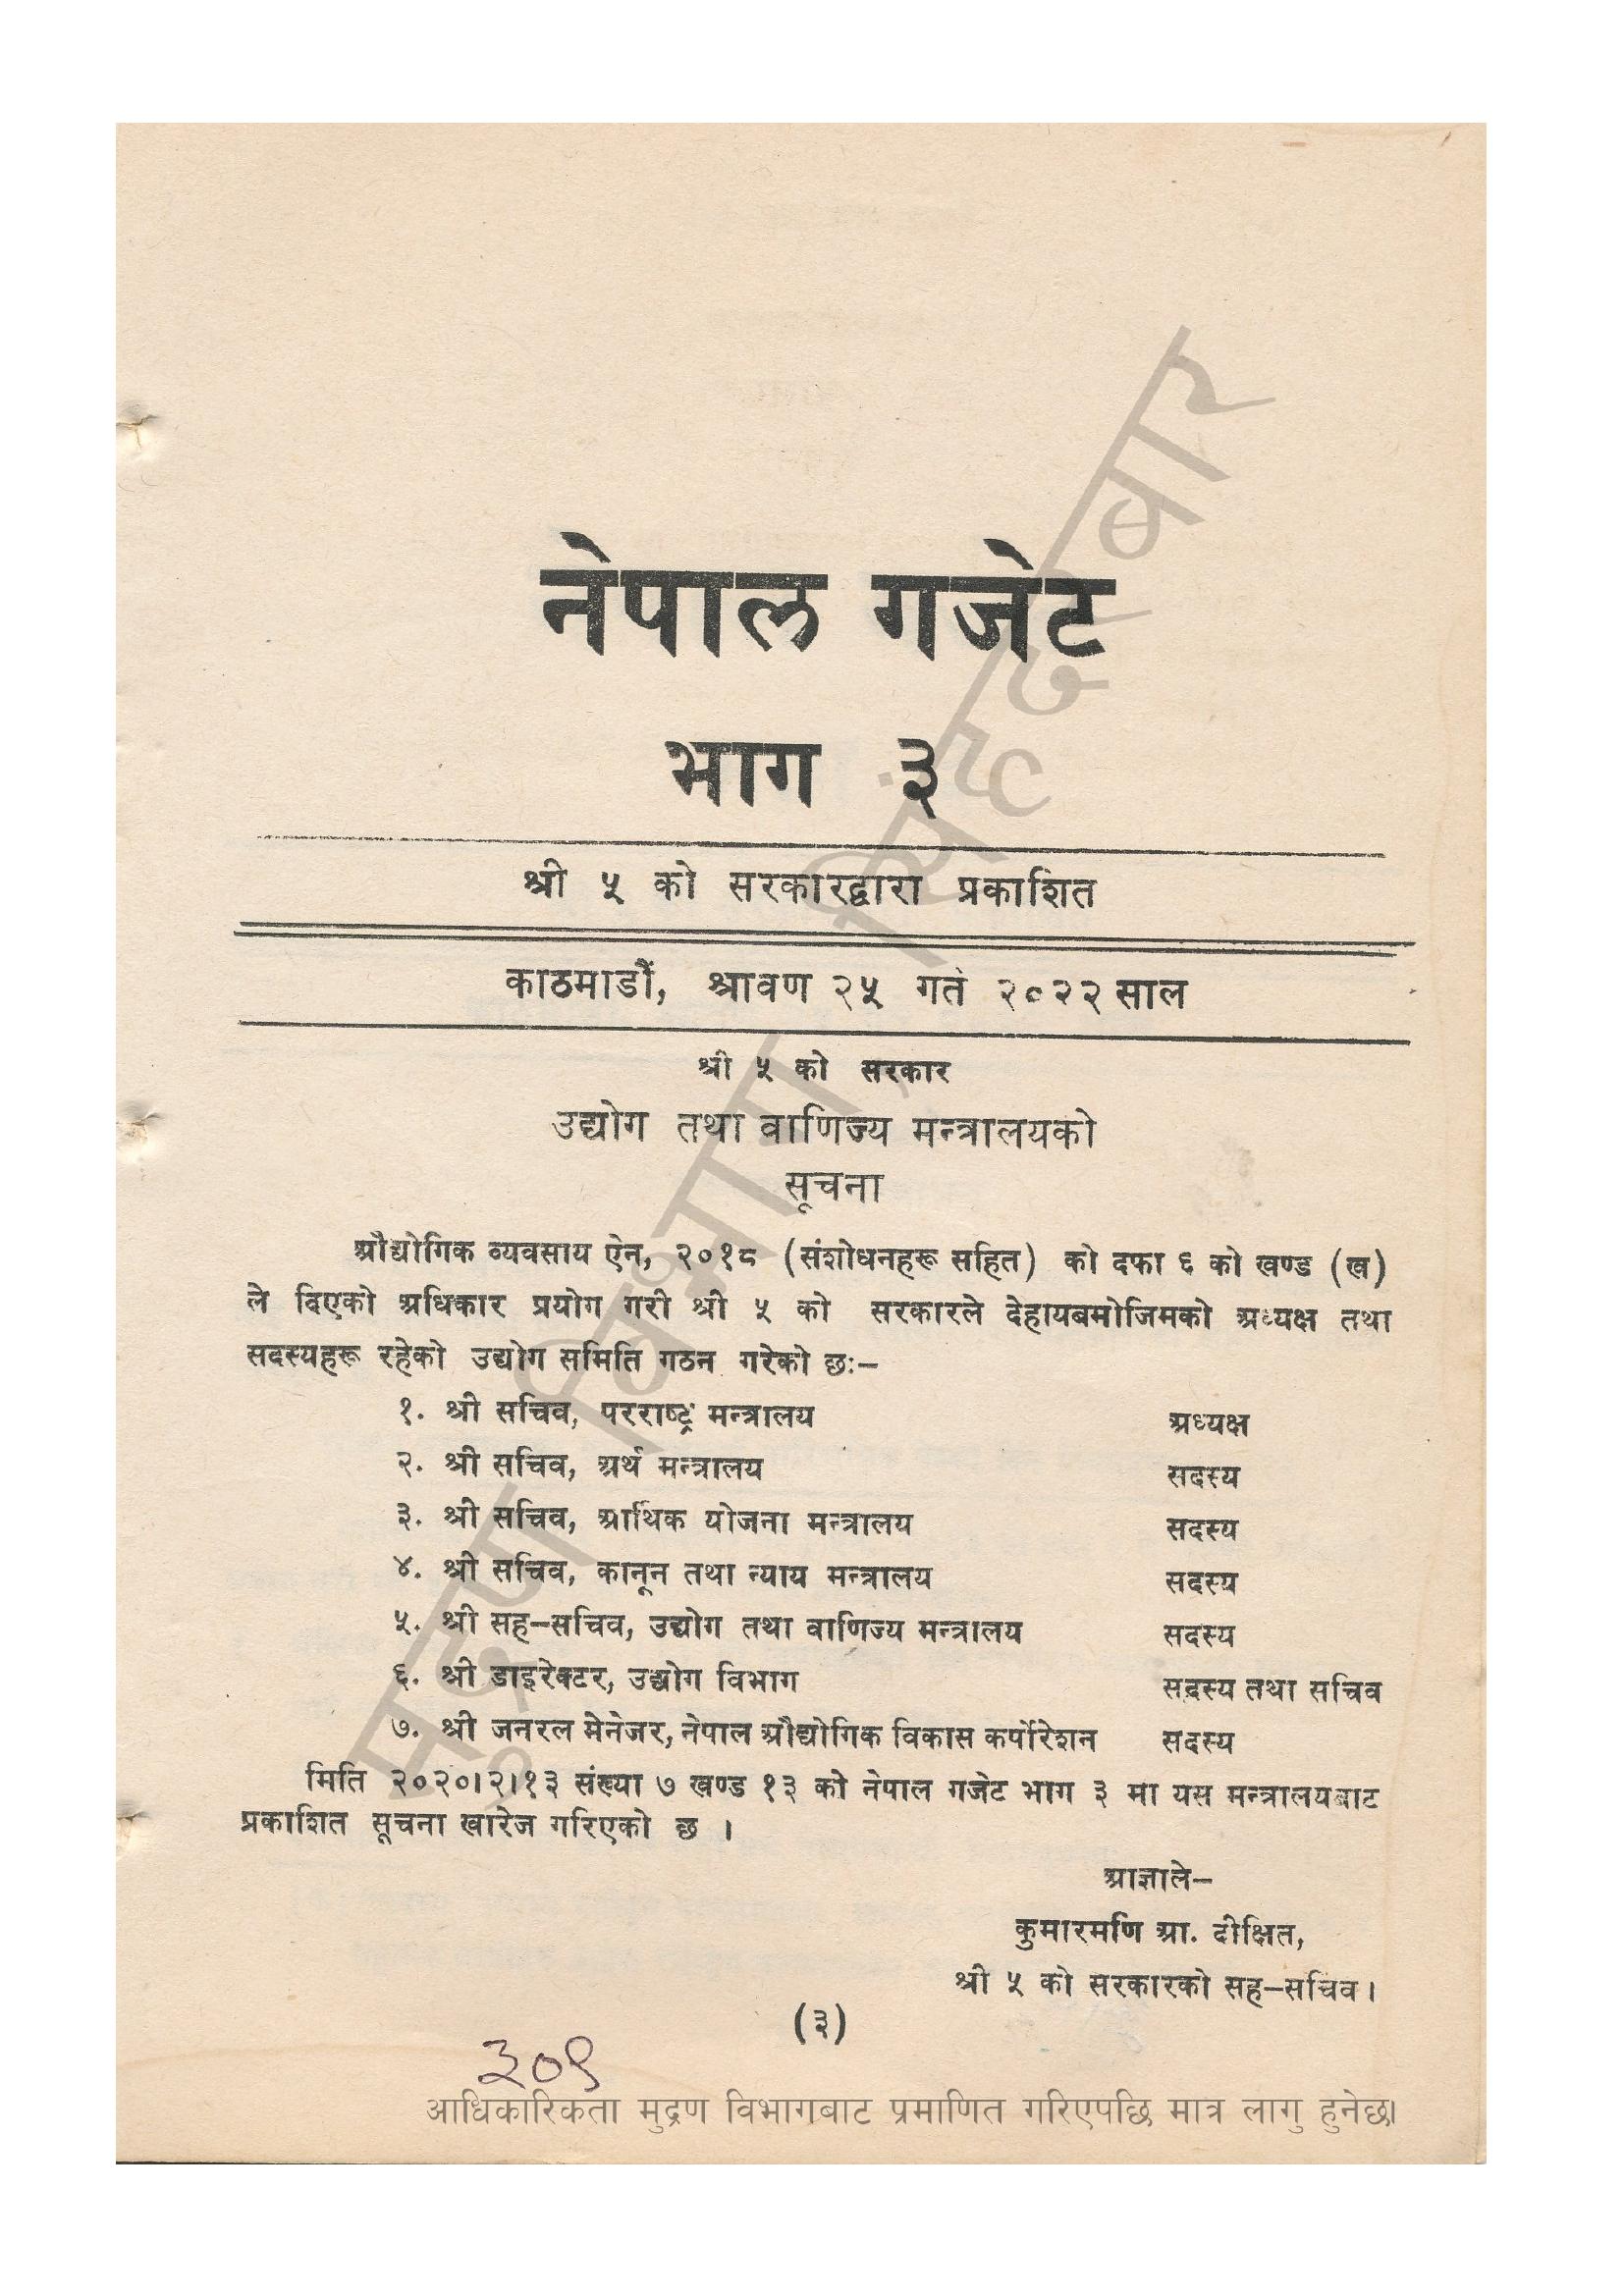 नेपाल गजेट
भाग ३
श्री ५ को सरकारद्वारा प्रकाशित
काठमाडौं, श्रावण २५ गते २०२२ साल
श्री ५ को सरकार
उद्योग तथा वाणिज्य मन्त्रालयको
सूचना
औद्योगिक व्यवसाय ऐन, २०१८ (संशोधनहरू सहित) को दफा ६ को खण्ड (ख)
ले दिएको अधिकार प्रयोग गरी श्री ५ को सरकारले देहायबमोजिमको अध्यक्ष तथा
सदस्यहरू रहेको उद्योग समिति गठन गरेको छः–
१. श्री सचिव, परराष्ट्र मन्त्रालय अध्यक्ष
२. श्री सचिव, अर्थ मन्त्रालय सदस्य
३. श्री सचिव, आर्थिक योजना मन्त्रालय सदस्य
४. श्री सचिव, कानून तथा न्याय मन्त्रालय सदस्य
५. श्री सह–सचिव, उद्योग तथा वाणिज्य मन्त्रालय सदस्य
६. श्री डाइरेक्टर, उद्योग विभाग सदस्य तथा सचिव
७. श्री जनरल मेनेजर, नेपाल औद्योगिक विकास कर्पोरेशन सदस्य
मिति २०२०।२।१३ संख्या ७ खण्ड १३ को नेपाल गजेट भाग ३ मा यस मन्त्रालयबाट
प्रकाशित सूचना खारेज गरिएको छ ।
आज्ञाले–
कुमारमणि आ. दीक्षित,
श्री ५ को सरकारको सह–सचिव ।
(३)
३०९
आधिकारिकता मुद्रण विभागबाट प्रमाणित गरिएपछि मात्र लागु हुनेछ।
मुद्रण विभाग, सिंहदरबार